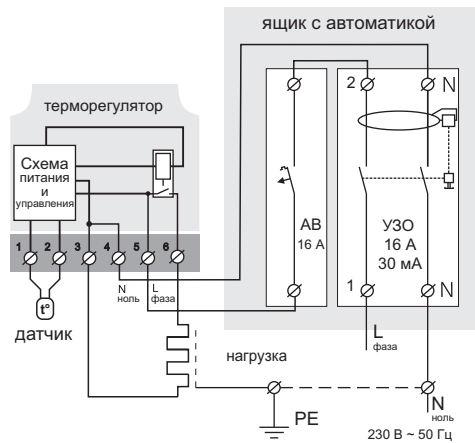 ящик с автоматикой
терморегулятор
Схема
питания
и
управления
2
N
АВ
16 А
УЗО
16 А
30 мА
1 2 3 4 5 6
N
ноль
L
фаза
1
N
t°
датчик
нагрузка
L
фаза
PE
N
ноль
230 В ~ 50 Гц